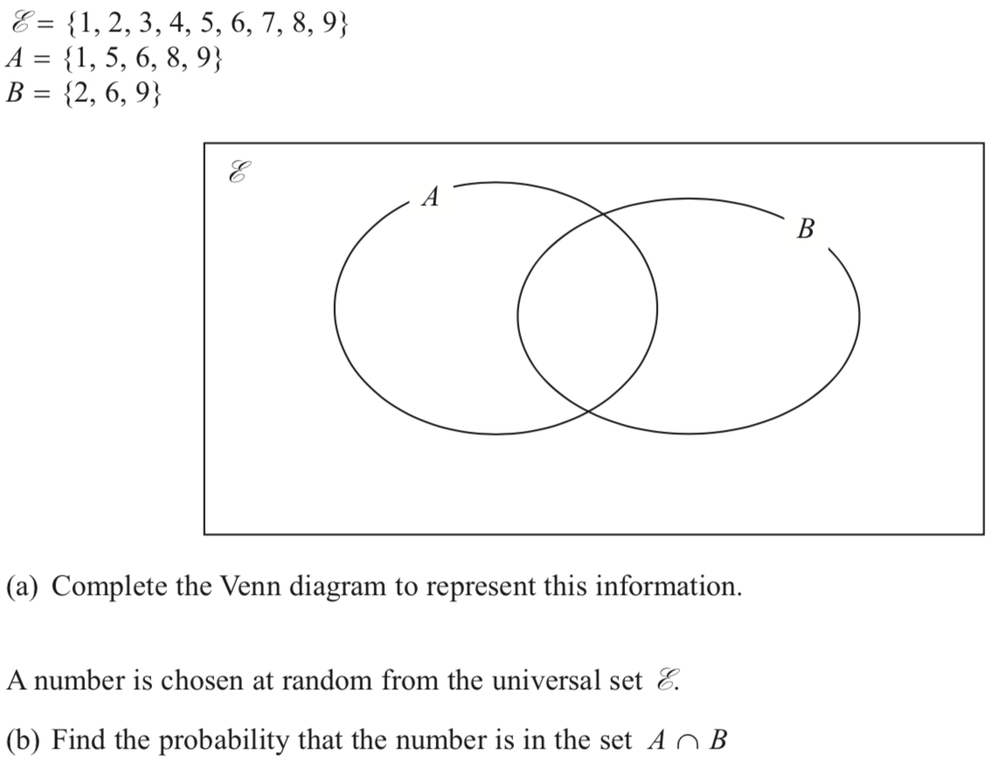 ℰ = {1, 2, 3, 4, 5, 6, 7, 8, 9}
A = {1, 5, 6, 8, 9}
B = {2, 6, 9}
ℰ
A
B
(a) Complete the Venn diagram to represent this information.
A number is chosen at random from the universal set ℰ.
(b) Find the probability that the number is in the set A ∩ B